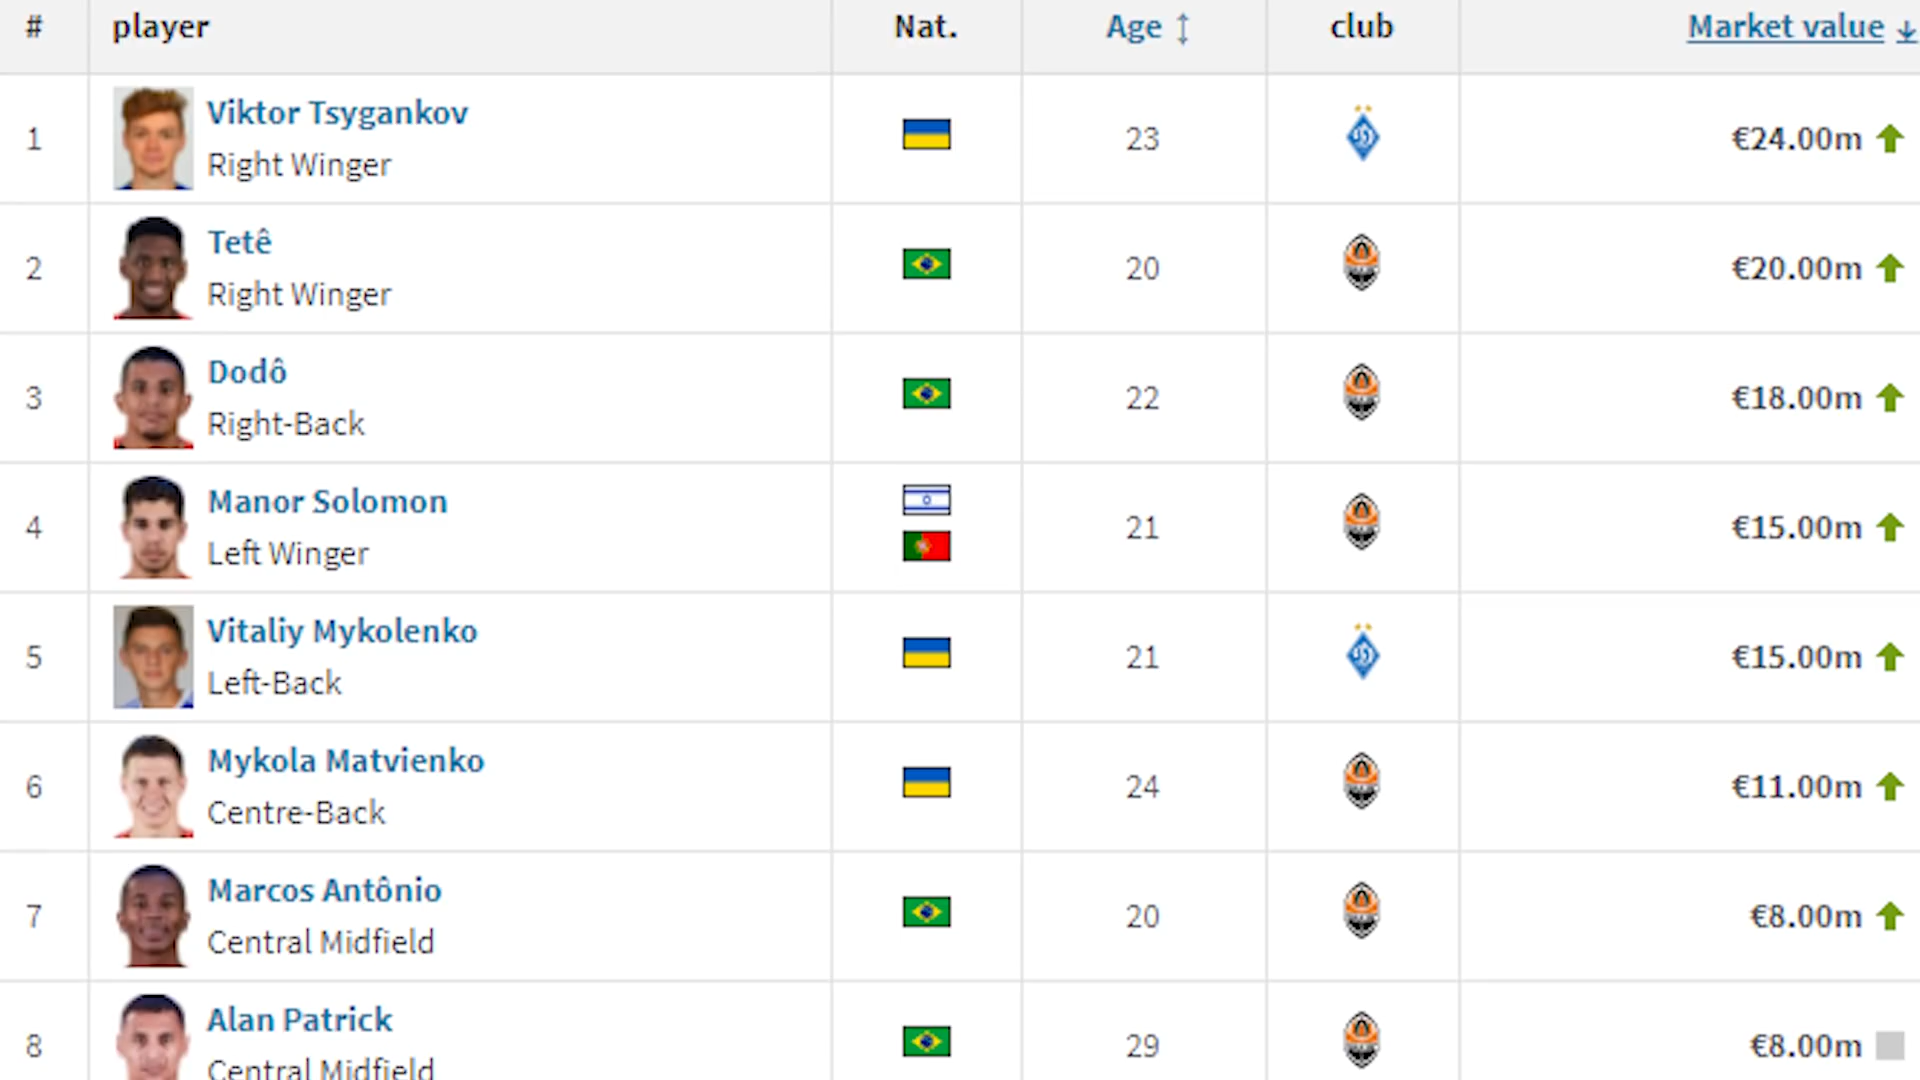 # player Nat. Age club Market value
1 Viktor Tsygankov 23 €24.00m
Right Winger
2 Tetê 20 €20.00m
Right Winger
3 Dodô 22 €18.00m
Right-Back
4 Manor Solomon 21 €15.00m
Left Winger
5 Vitaliy Mykolenko 21 €15.00m
Left-Back
6 Mykola Matvienko 24 €11.00m
Centre-Back
7 Marcos Antônio 20 €8.00m
Central Midfield
8 Alan Patrick 29 €8.00m
Central Midfield